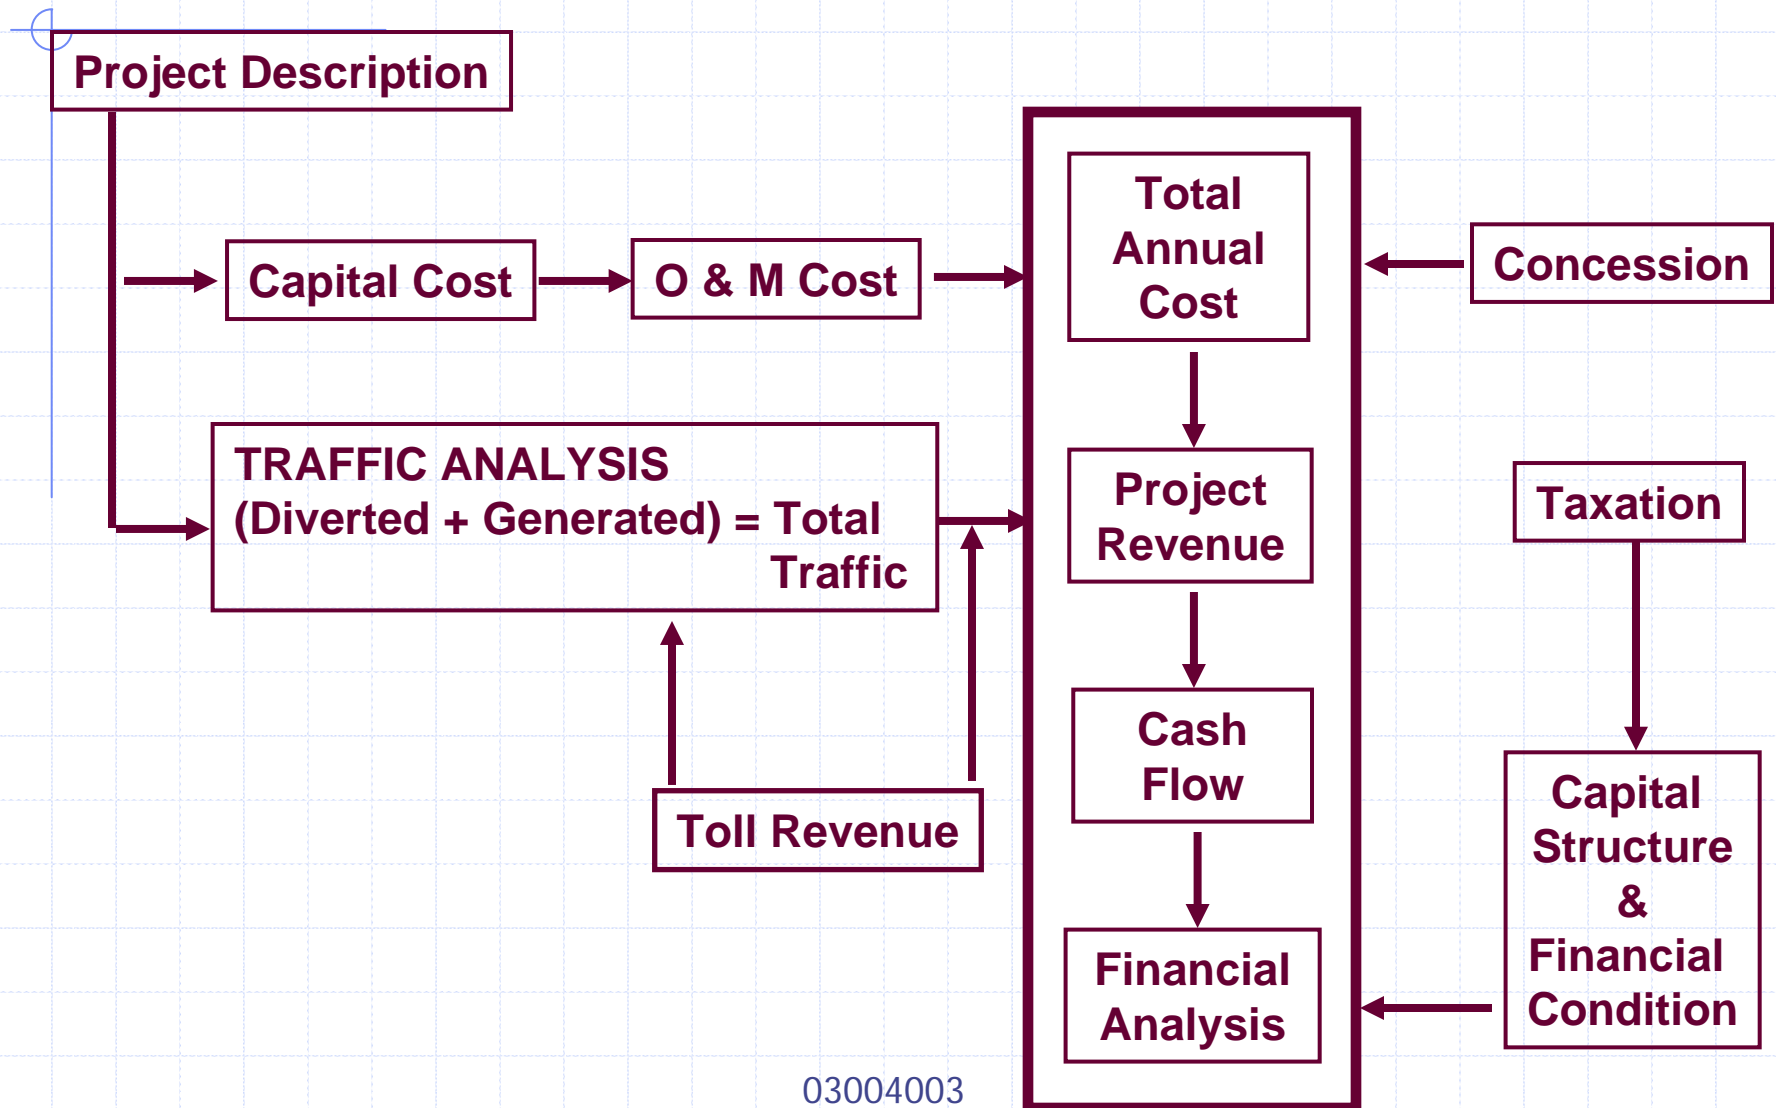 Project Description
Capital Cost
O & M Cost
Total
Annual
Cost
Concession
TRAFFIC ANALYSIS
(Diverted + Generated) = Total
Traffic
Project
Revenue
Taxation
Toll Revenue
Cash
Flow
Capital
Structure
&
Financial
Condition
Financial
Analysis
03004003